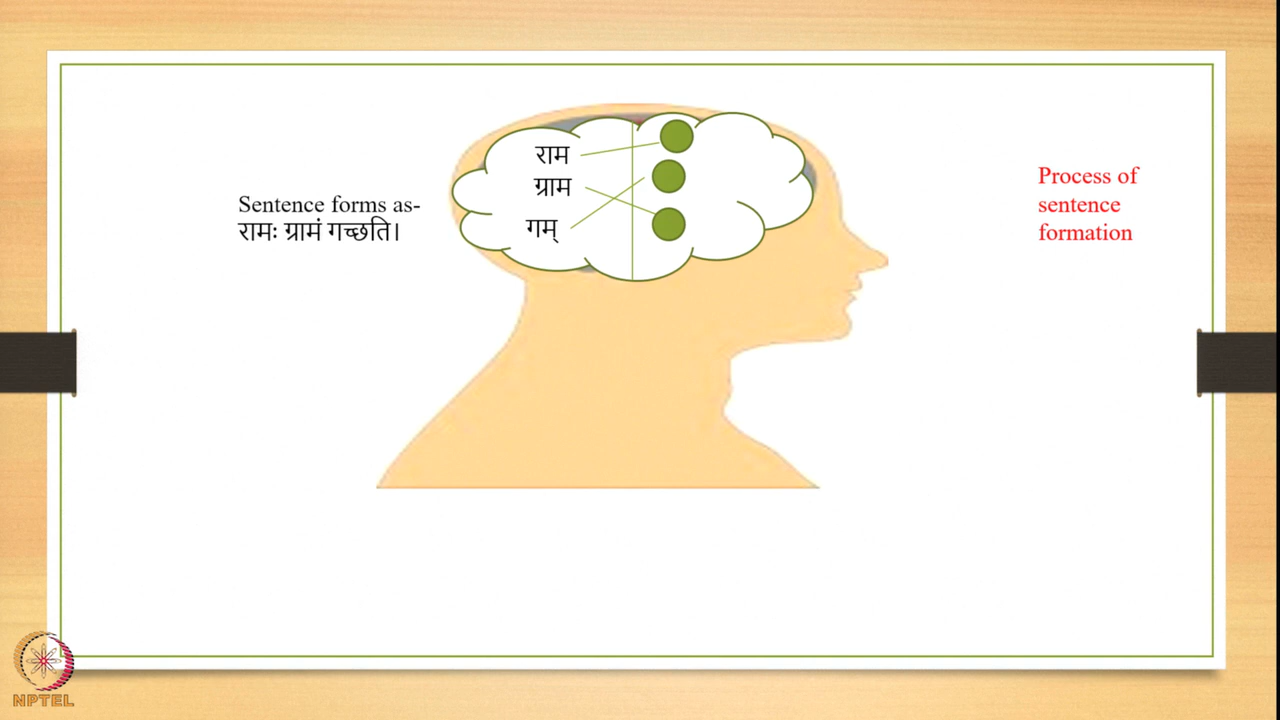 राम
ग्राम
गम्
Sentence forms as-
रामः ग्रामं गच्छति।
Process of
sentence
formation
NPTEL